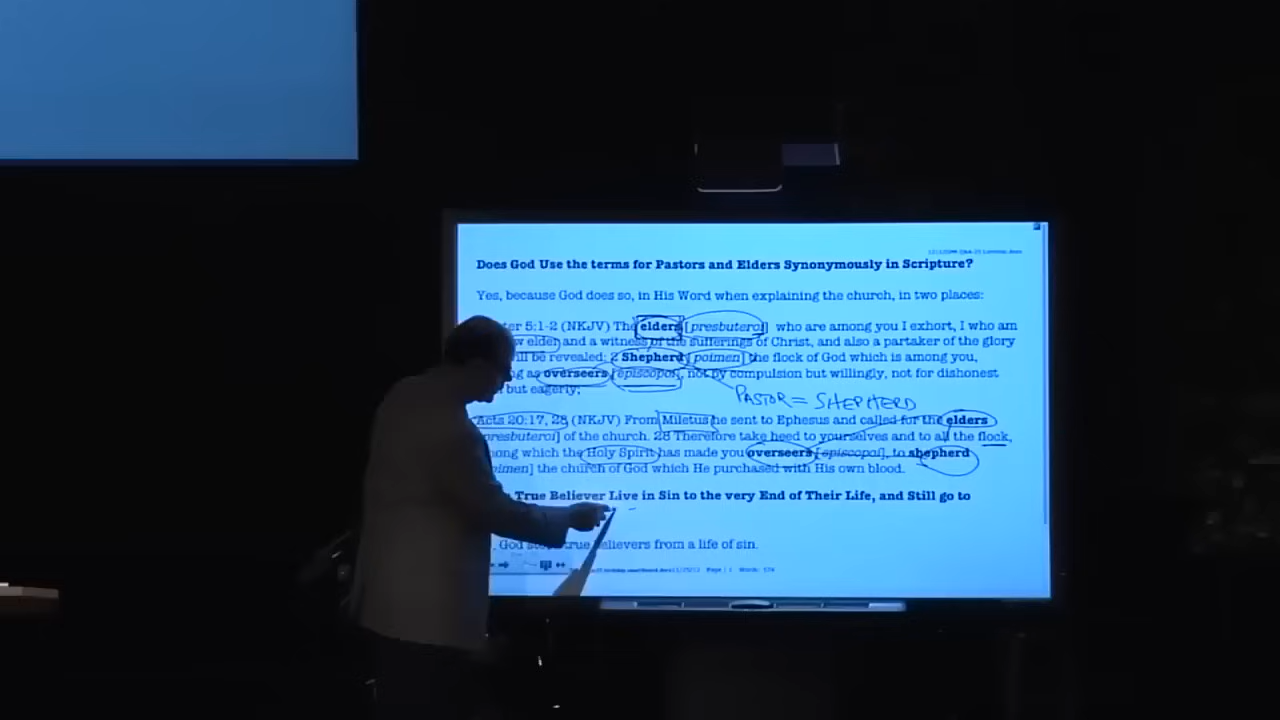 Does God Use the terms for Pastors and Elders Synonymously in Scripture?
Yes, because God does so, in His Word when explaining the church, in two places:
5:1-2 (NKJV) The elders [presbuteroi] who are among you I exhort, I who am
elder and a witness of the sufferings of Christ, and also a partaker of the glory
be revealed: 2 Shepherd [poimen] the flock of God which is among you,
as overseers [episcopoi], not by compulsion but willingly, not for dishonest
but eagerly;
PASTOR = SHEPHERD
Acts 20:17, 28 (NKJV) From Miletus he sent to Ephesus and called for the elders
[presbuteroi] of the church. 28 Therefore take heed to yourselves and to all the flock,
which the Holy Spirit has made you overseers [episcopoi], to shepherd
the church of God which He purchased with His own blood.
True Believer Live in Sin to the very End of Their Life, and Still go to
God true believers from a life of sin.